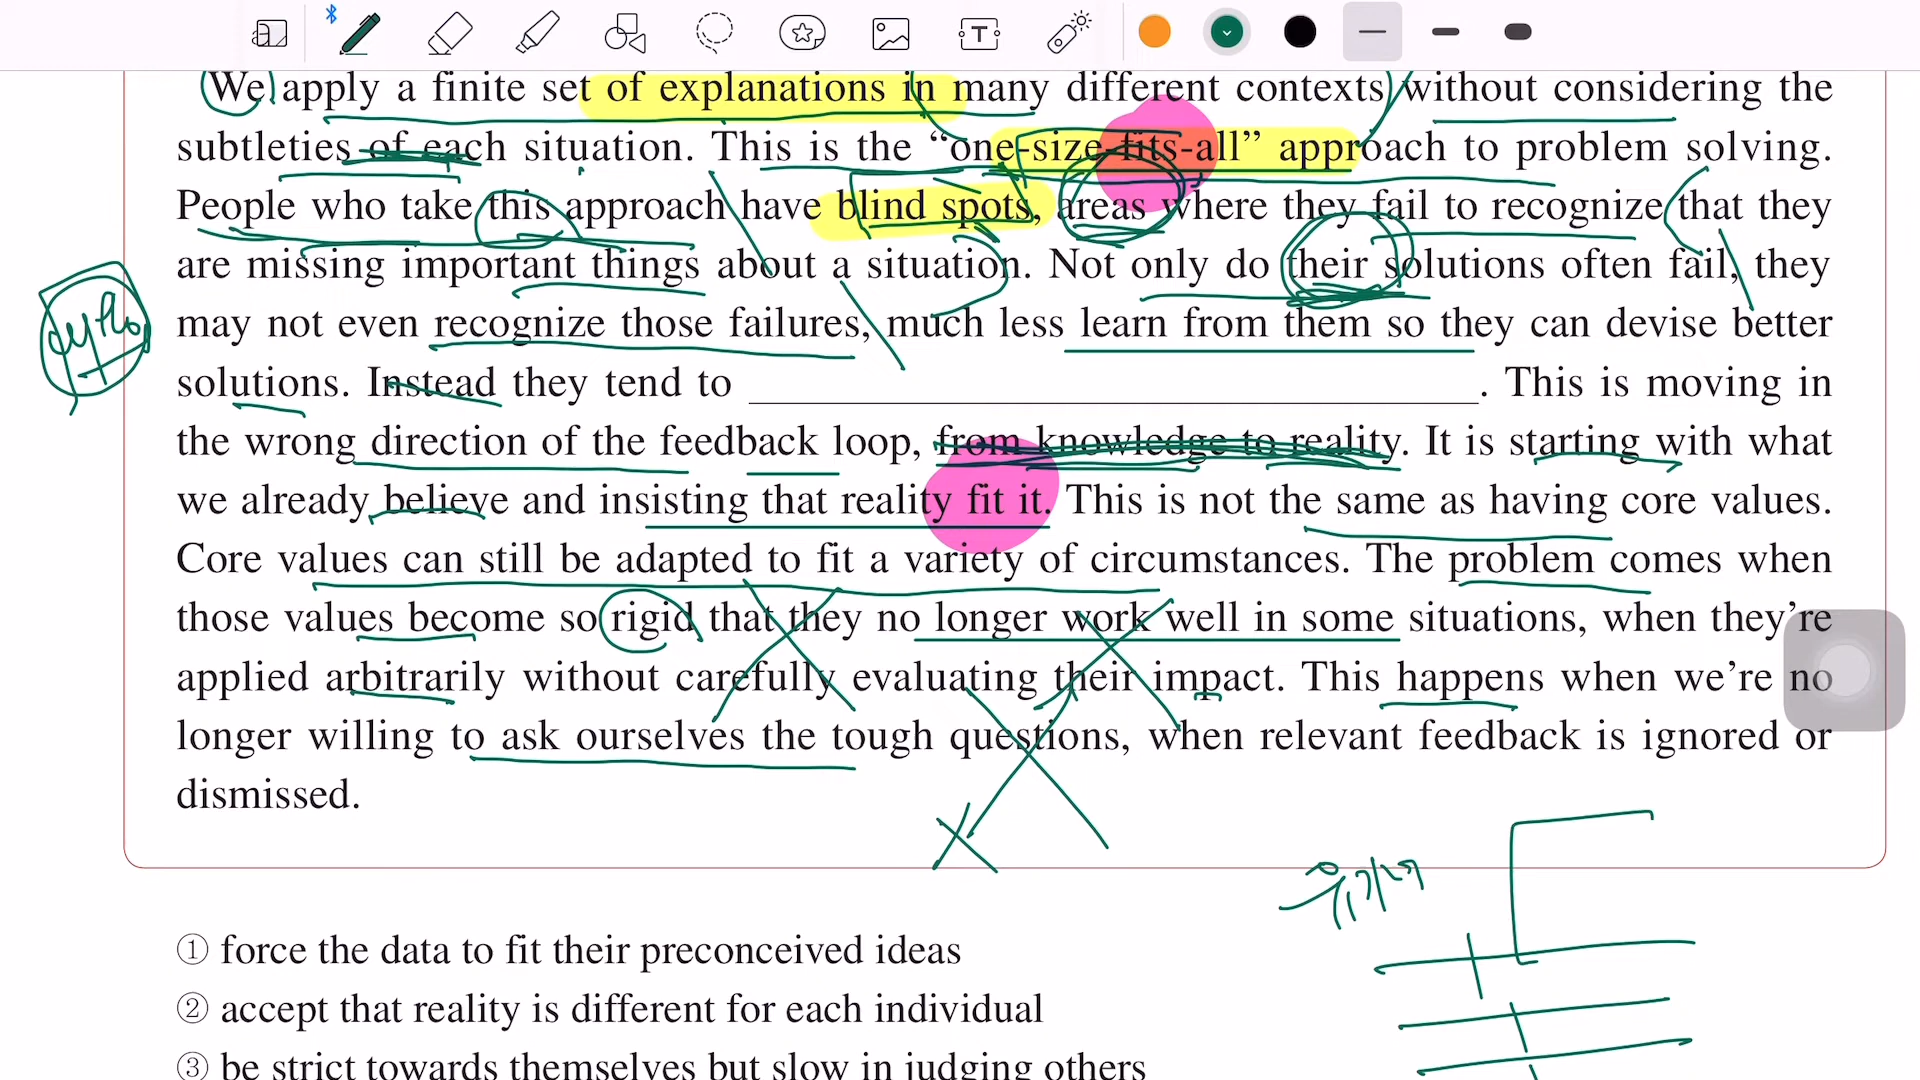 We apply a finite set of explanations in many different contexts without considering the
subtleties of each situation. This is the “one-size-fits-all” approach to problem solving.
People who take this approach have blind spots, areas where they fail to recognize that they
are missing important things about a situation. Not only do their solutions often fail, they
may not even recognize those failures, much less learn from them so they can devise better
solutions. Instead they tend to ______. This is moving in
the wrong direction of the feedback loop, from knowledge to reality. It is starting with what
we already believe and insisting that reality fit it. This is not the same as having core values.
Core values can still be adapted to fit a variety of circumstances. The problem comes when
those values become so rigid that they no longer work well in some situations, when they’re
applied arbitrarily without carefully evaluating their impact. This happens when we’re no
longer willing to ask ourselves the tough questions, when relevant feedback is ignored or
dismissed.
① force the data to fit their preconceived ideas
② accept that reality is different for each individual
③ be strict towards themselves but slow in judging others